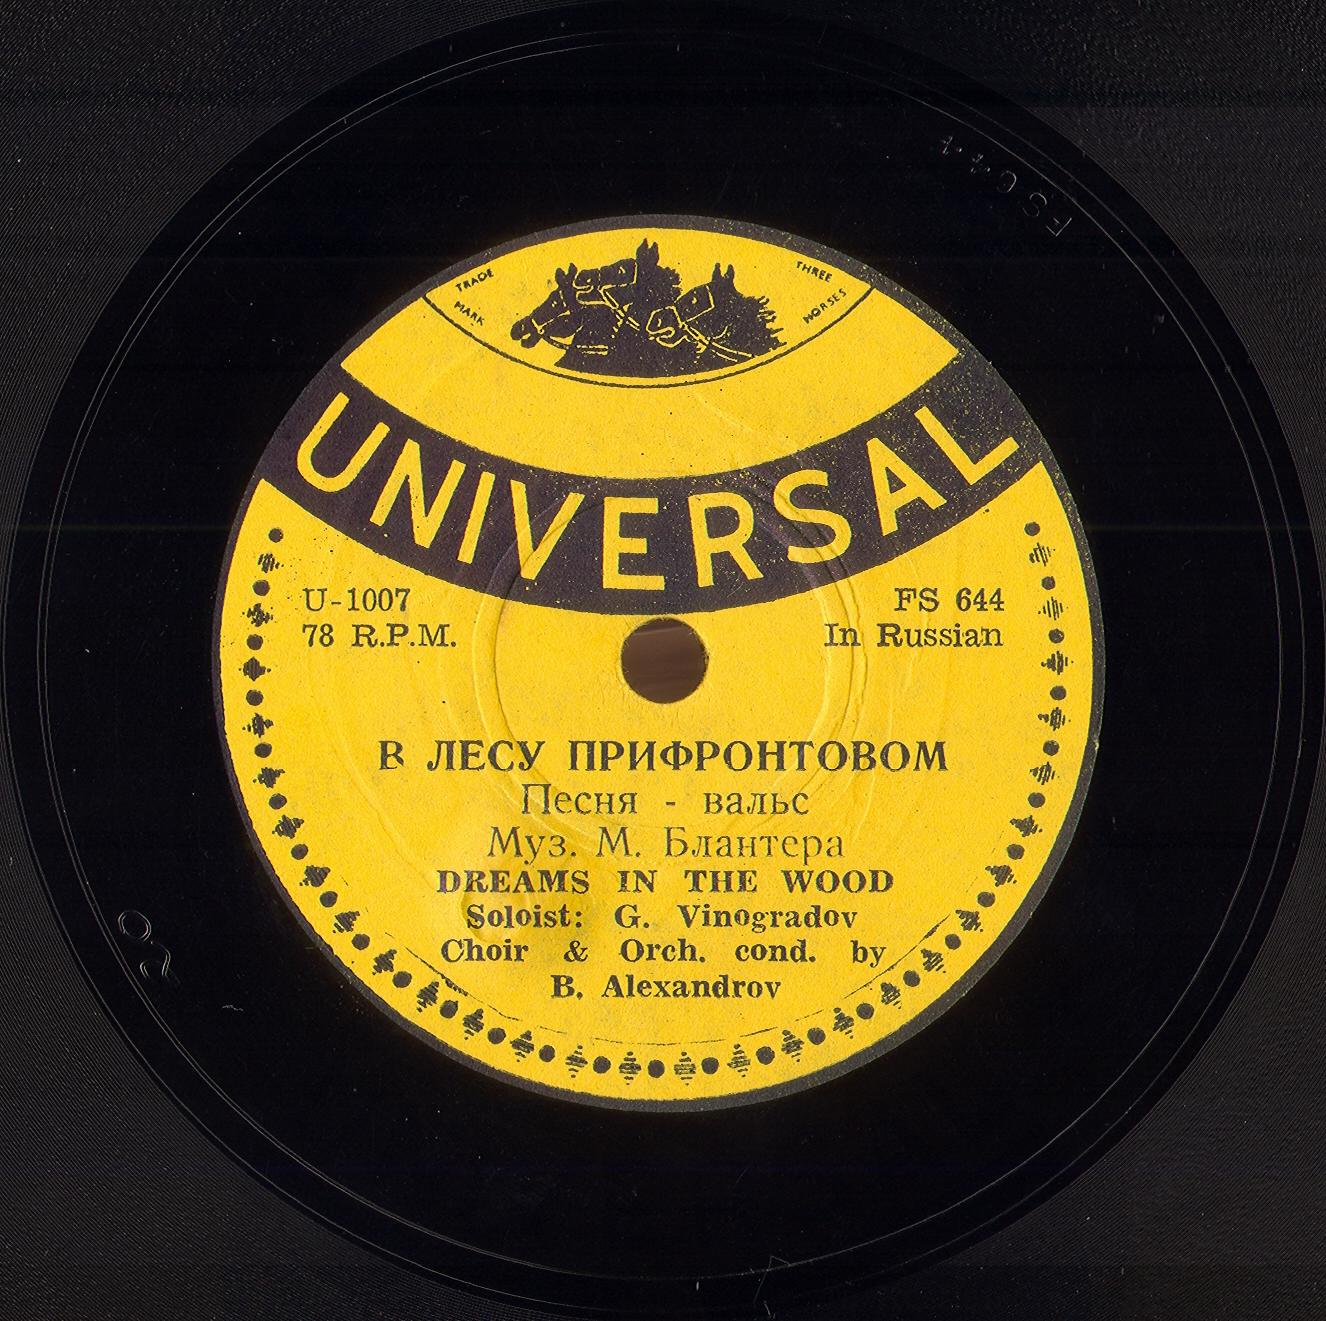 TRADE MARK
THREE HORSES
UNIVERSAL
U-1007
FS 644
78 R.P.M.
In Russian
В ЛЕСУ ПРИФРОНТОВОМ
Песня - вальс
Муз. М. Блантера
DREAMS IN THE WOOD
Soloist: G. Vinogradov
Choir & Orch. cond. by
B. Alexandrov